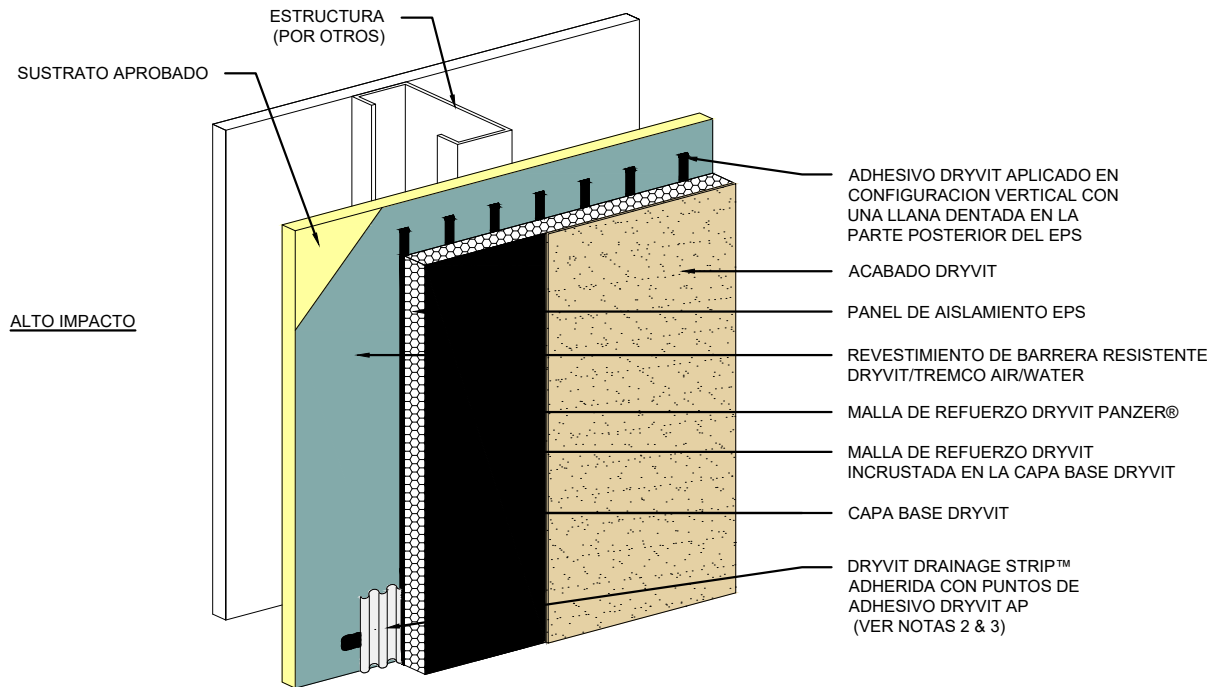 ESTRUCTURA
(POR OTROS)
SUSTRATO APROBADO
ALTO IMPACTO
ADHESIVO DRYVIT APLICADO EN
CONFIGURACION VERTICAL CON
UNA LLANA DENTADA EN LA
PARTE POSTERIOR DEL EPS
ACABADO DRYVIT
PANEL DE AISLAMIENTO EPS
REVESTIMIENTO DE BARRERA RESISTENTE
DRYVIT/TREMCO AIR/WATER
MALLA DE REFUERZO DRYVIT PANZER®
MALLA DE REFUERZO DRYVIT
INCRUSTADA EN LA CAPA BASE DRYVIT
CAPA BASE DRYVIT
DRYVIT DRAINAGE STRIP™
ADHERIDA CON PUNTOS DE
ADHESIVO DRYVIT AP
(VER NOTAS 2 & 3)